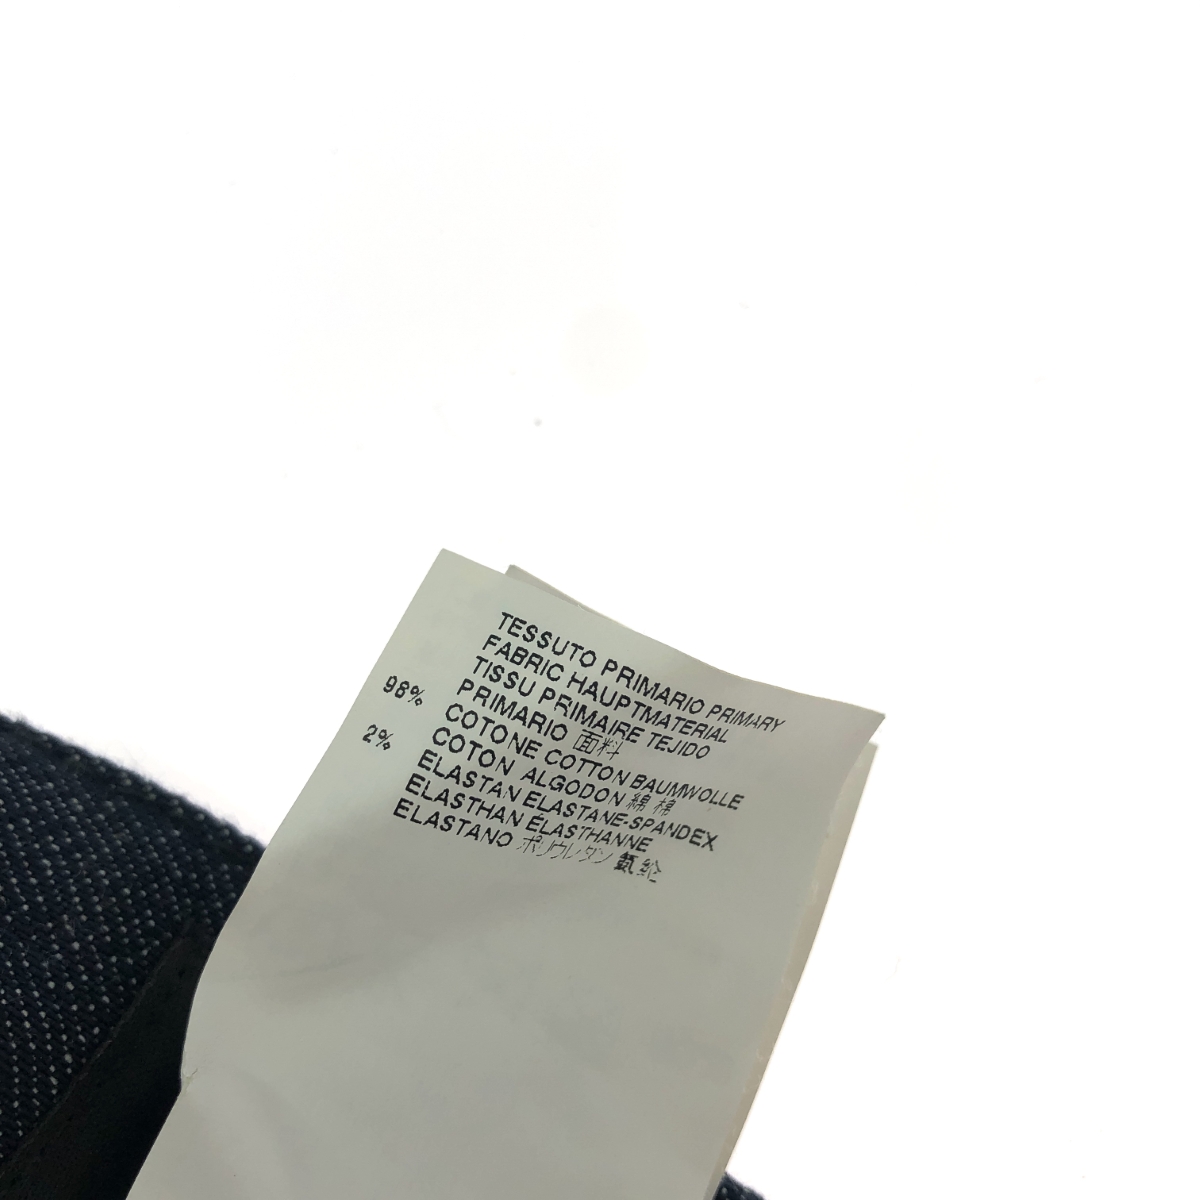 TESSUTO PRIMARIO PRIMARY
FABRIC HAUPTMATERIAL
TISSU PRIMAIRE TEJIDO
PRIMARIO 面料
98% COTONE COTTON BAUMWOLLE
COTON ALGODON 綿 棉
2% ELASTAN ELASTANE-SPANDEX
ELASTHAN ÉLASTHANNE
ELASTANO ポリウレタン 氨纶